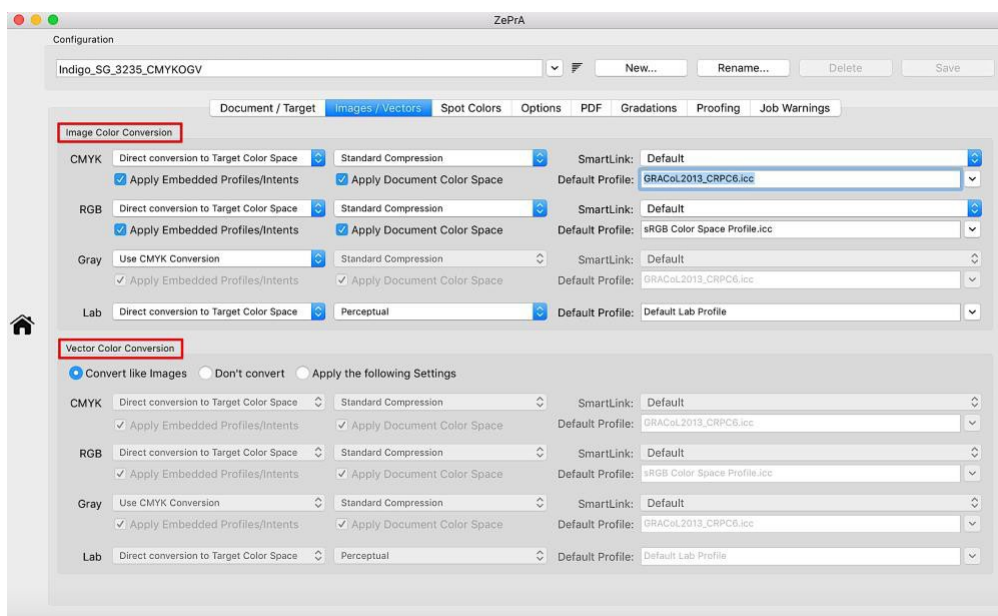 ZePrA
Configuration
Indigo_SG_3235_CMYKOGV New... Rename... Delete Save
Document / Target Images / Vectors Spot Colors Options PDF Gradations Proofing Job Warnings
Image Color Conversion
CMYK Direct conversion to Target Color Space Standard Compression SmartLink: Default
Apply Embedded Profiles/Intents Apply Document Color Space Default Profile: GRACoL2013_CRPC6.icc
RGB Direct conversion to Target Color Space Standard Compression SmartLink: Default
Apply Embedded Profiles/Intents Apply Document Color Space Default Profile: sRGB Color Space Profile.icc
Gray Use CMYK Conversion Standard Compression SmartLink: Default
Apply Embedded Profiles/Intents Apply Document Color Space Default Profile: GRACoL2013_CRPC6.icc
Lab Direct conversion to Target Color Space Perceptual Default Profile: Default Lab Profile
Vector Color Conversion
Convert like Images Don't convert Apply the following Settings
CMYK Direct conversion to Target Color Space Standard Compression SmartLink: Default
Apply Embedded Profiles/Intents Apply Document Color Space Default Profile: GRACoL2013_CRPC6.icc
RGB Direct conversion to Target Color Space Standard Compression SmartLink: Default
Apply Embedded Profiles/Intents Apply Document Color Space Default Profile: sRGB Color Space Profile.icc
Gray Use CMYK Conversion Standard Compression SmartLink: Default
Apply Embedded Profiles/Intents Apply Document Color Space Default Profile: GRACoL2013_CRPC6.icc
Lab Direct conversion to Target Color Space Perceptual Default Profile: Default Lab Profile